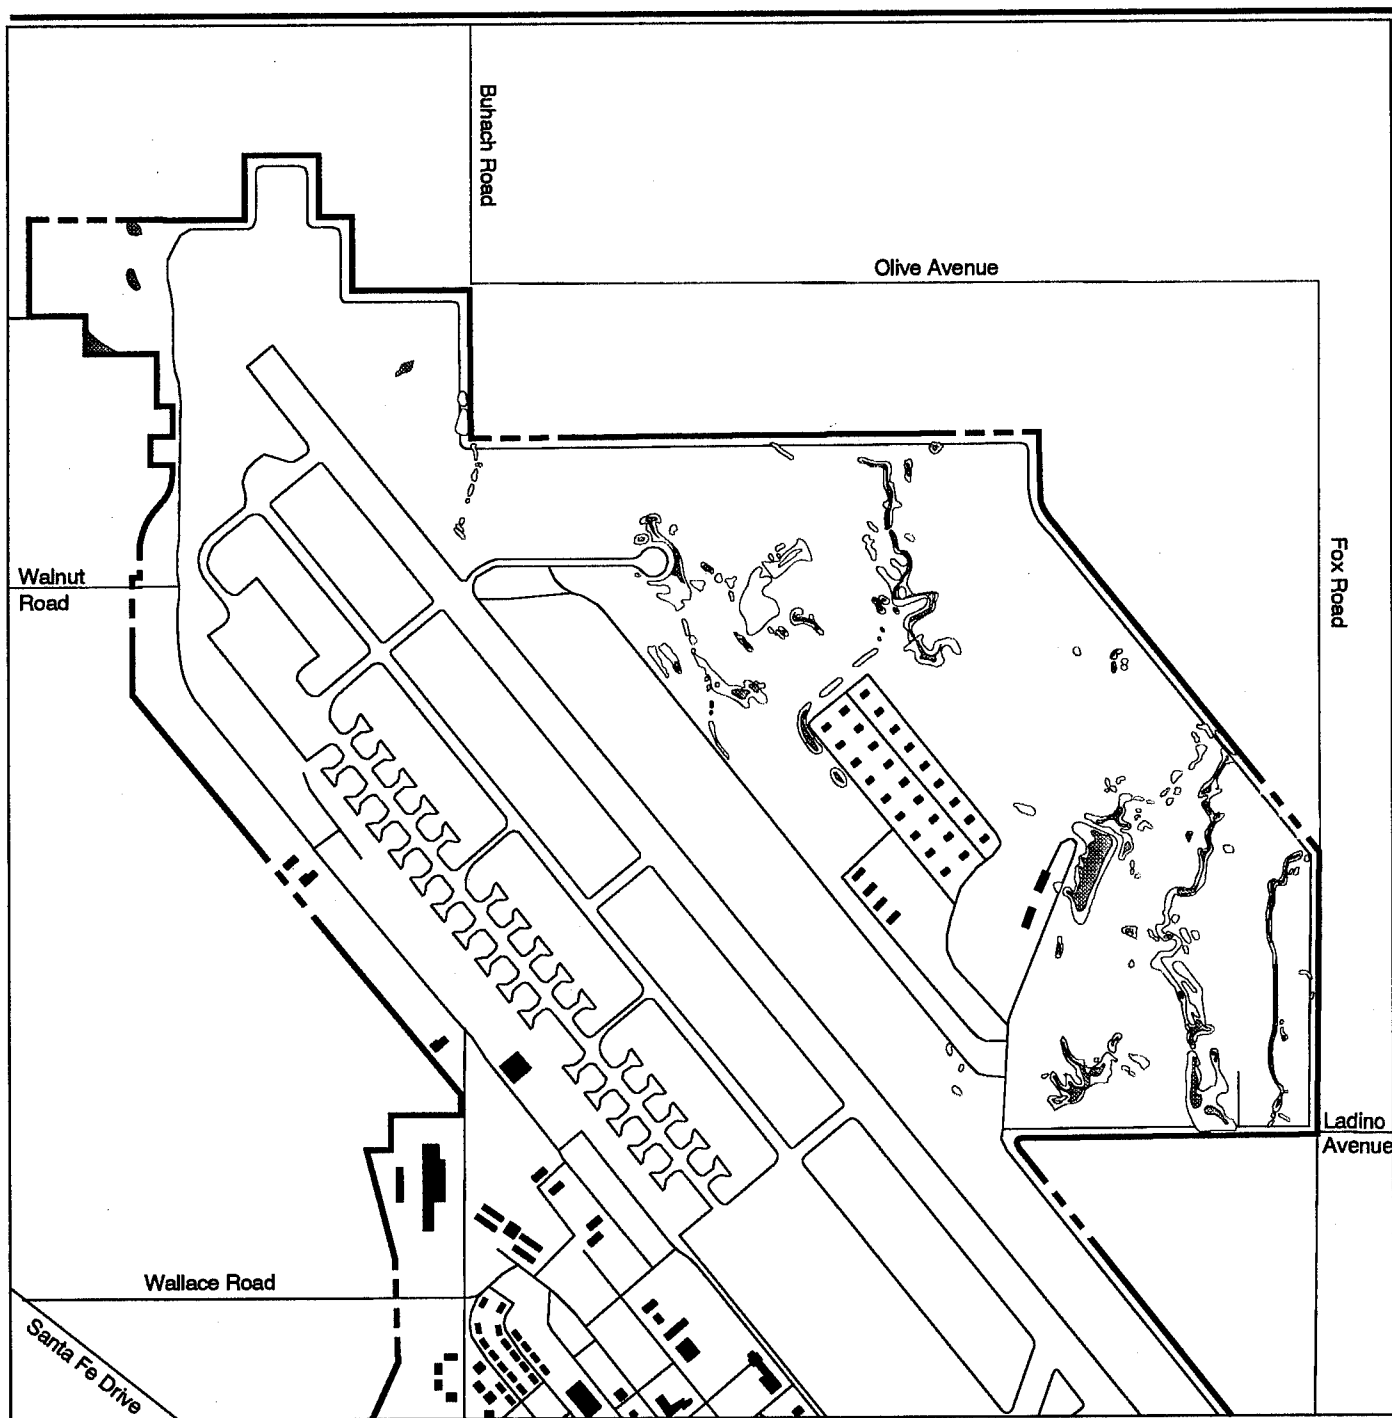 Buhach Road
Olive Avenue
Fox Road
Walnut
Road
Ladino
Avenue
Wallace Road
Santa Fe Drive